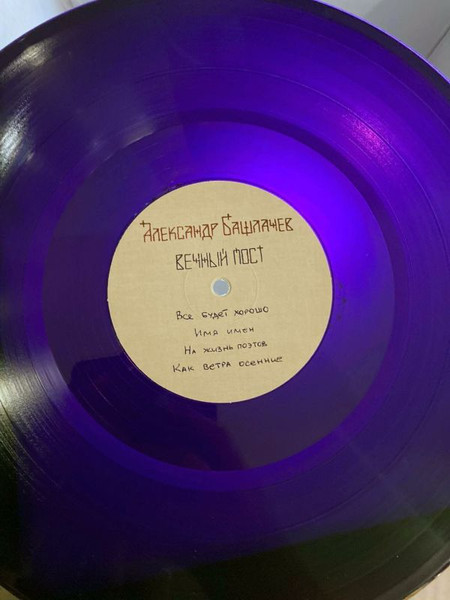 Александр Башлачев
Вечный пост
Все будет хорошо
Имя имен
На жизнь поэтов
Как ветра осенние